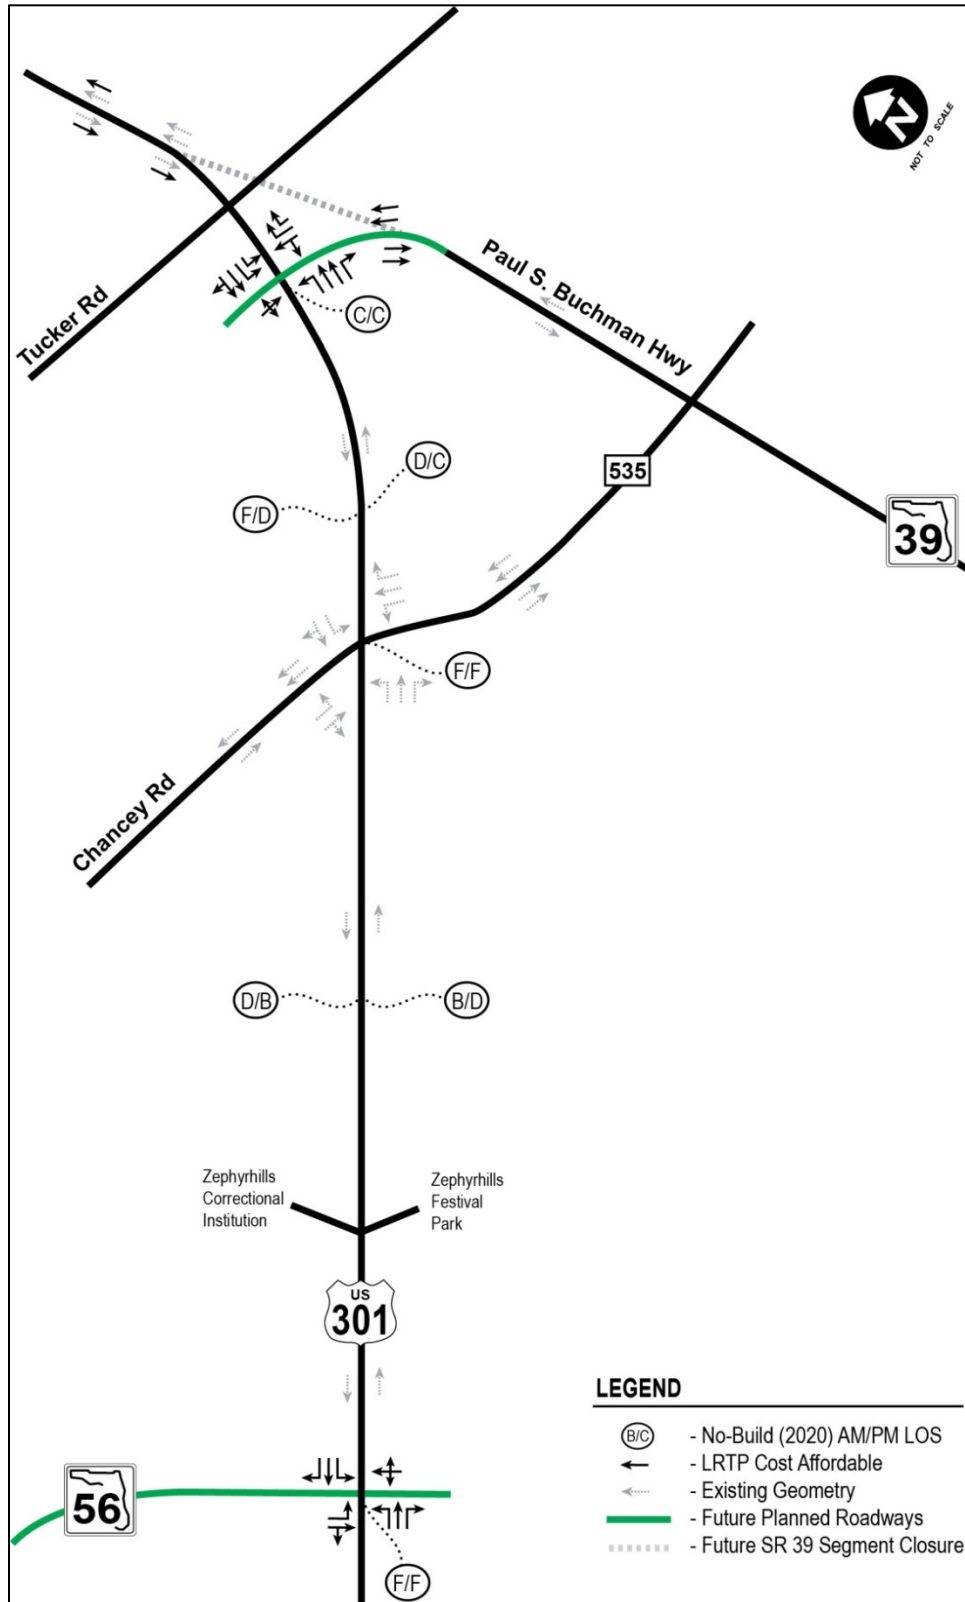 N
NOT TO SCALE
Tucker Rd
Paul S. Buchman Hwy
C/C
D/C
535
F/D
39
F/F
Chancey Rd
D/B
B/D
Zephyrhills
Correctional
Institution
Zephyrhills
Festival
Park
US
301
56
F/F
LEGEND
B/C - No-Build (2020) AM/PM LOS
- LRTP Cost Affordable
- Existing Geometry
- Future Planned Roadways
- Future SR 39 Segment Closure